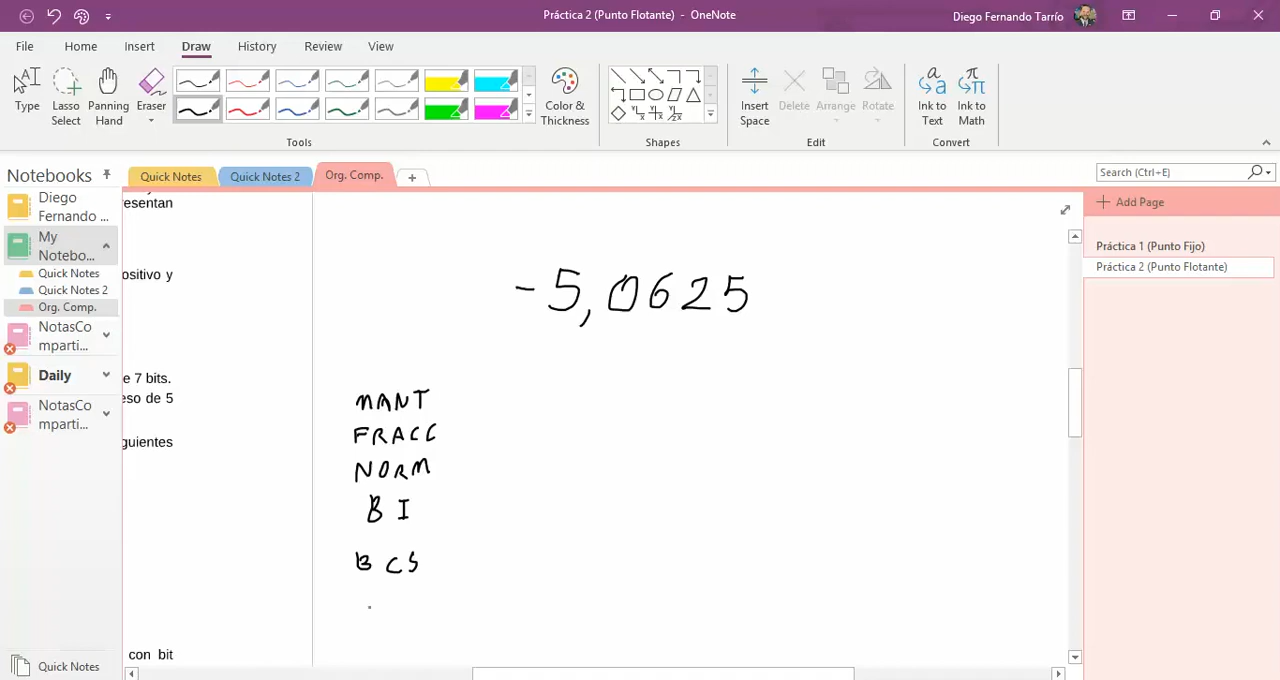 Práctica 2 (Punto Flotante) - OneNote
Diego Fernando Tarrío
File Home Insert Draw History Review View
Type
Lasso Select
Panning Hand
Eraser
Color & Thickness
Insert Space
Delete
Arrange
Rotate
Ink to Text
Ink to Math
Tools
Shapes
Edit
Convert
Notebooks
Quick Notes
Quick Notes 2
Org. Comp.
Search (Ctrl+E)
Diego Fernando ...
My Notebo...
Quick Notes
Quick Notes 2
Org. Comp.
NotasCo mparti...
Daily
NotasCo mparti...
Quick Notes
resentan
ositivo y
e 7 bits.
eso de 5
guientes
con bit
-5,0625
MANT
FRACC
NORM
BI
BCS
Add Page
Práctica 1 (Punto Fijo)
Práctica 2 (Punto Flotante)